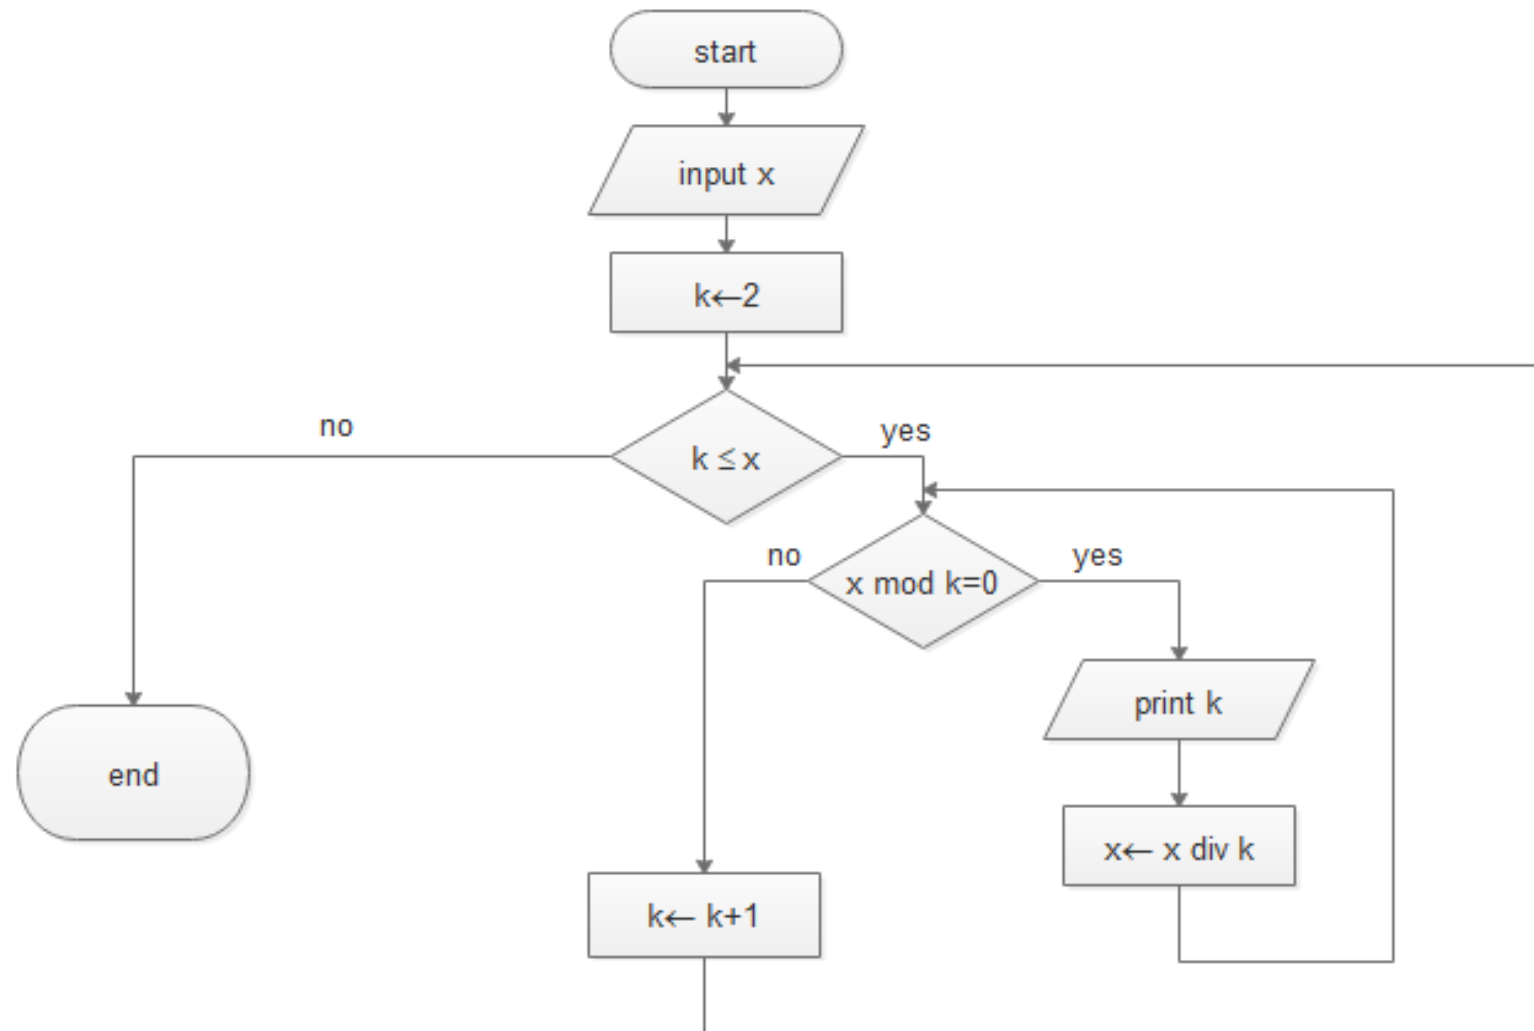 start
input x
k←2
no
yes
k ≤ x
no
yes
x mod k=0
print k
end
x← x div k
k← k+1